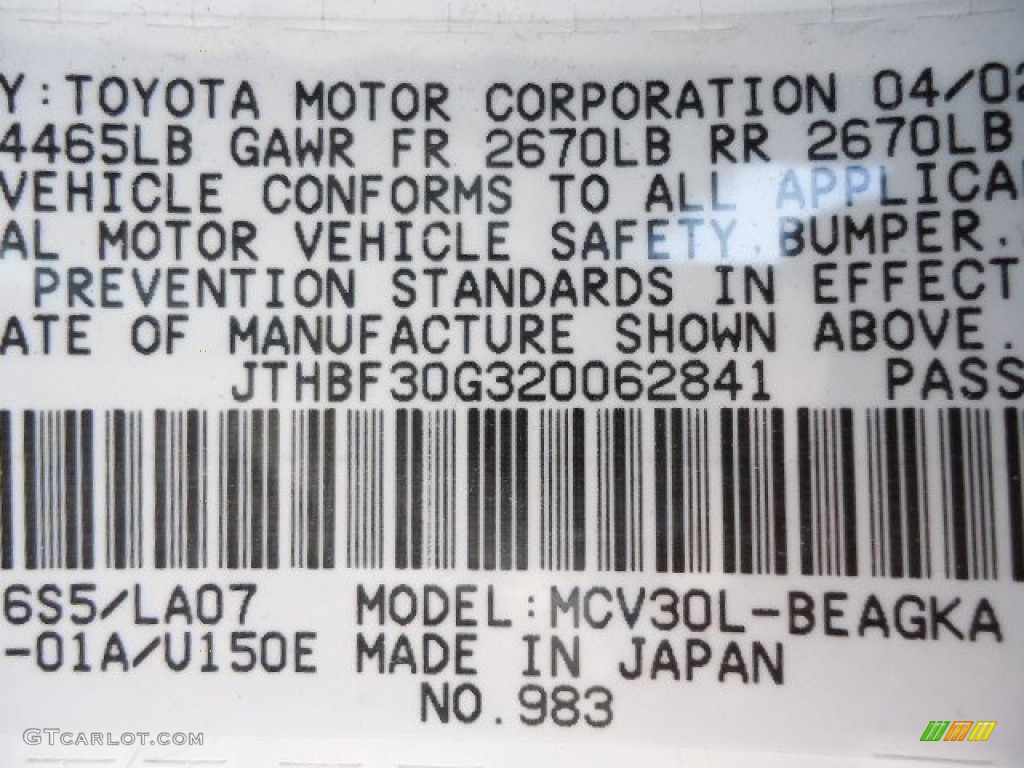 Y:TOYOTA MOTOR CORPORATION 04/02
4465LB GAWR FR 2670LB RR 2670LB
VEHICLE CONFORMS TO ALL APPLICA
AL MOTOR VEHICLE SAFETY.BUMPER.
PREVENTION STANDARDS IN EFFECT
ATE OF MANUFACTURE SHOWN ABOVE.
JTHBF30G320062841 PASS
6S5/LA07 MODEL:MCV30L-BEAGKA
-01A/U150E MADE IN JAPAN
NO.983
GTCARLOT.COM